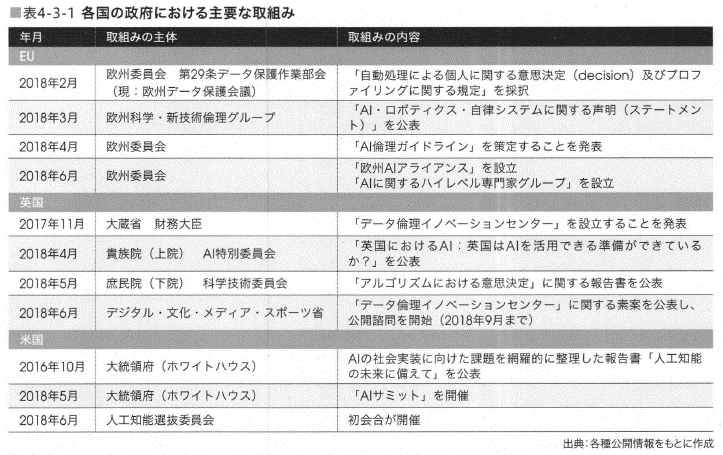 ■表4-3-1 各国の政府における主要な取組み
年月 取組みの主体 取組みの内容
EU
2018年2月 欧州委員会 第29条データ保護作業部会 「自動処理による個人に関する意思決定（decision）及びプロフ
（現：欧州データ保護会議） ァイリングに関する規定」を採択
2018年3月 欧州科学・新技術倫理グループ 「AI・ロボティクス・自律システムに関する声明（ステートメン
ト）」を公表
2018年4月 欧州委員会 「AI倫理ガイドライン」を策定することを発表
2018年6月 欧州委員会 「欧州AIアライアンス」を設立
「AIに関するハイレベル専門家グループ」を設立
英国
2017年11月 大蔵省 財務大臣 「データ倫理イノベーションセンター」を設立することを発表
2018年4月 貴族院（上院） AI特別委員会 「英国におけるAI：英国はAIを活用できる準備ができている
か？」を公表
2018年5月 庶民院（下院） 科学技術委員会 「アルゴリズムにおける意思決定」に関する報告書を公表
2018年6月 デジタル・文化・メディア・スポーツ省 「データ倫理イノベーションセンター」に関する素案を公表し、
公開諮問を開始（2018年9月まで）
米国
2016年10月 大統領府（ホワイトハウス） AIの社会実装に向けた課題を網羅的に整理した報告書「人工知能
の未来に備えて」を公表
2018年5月 大統領府（ホワイトハウス） 「AIサミット」を開催
2018年6月 人工知能選抜委員会 初会合が開催
出典：各種公開情報をもとに作成